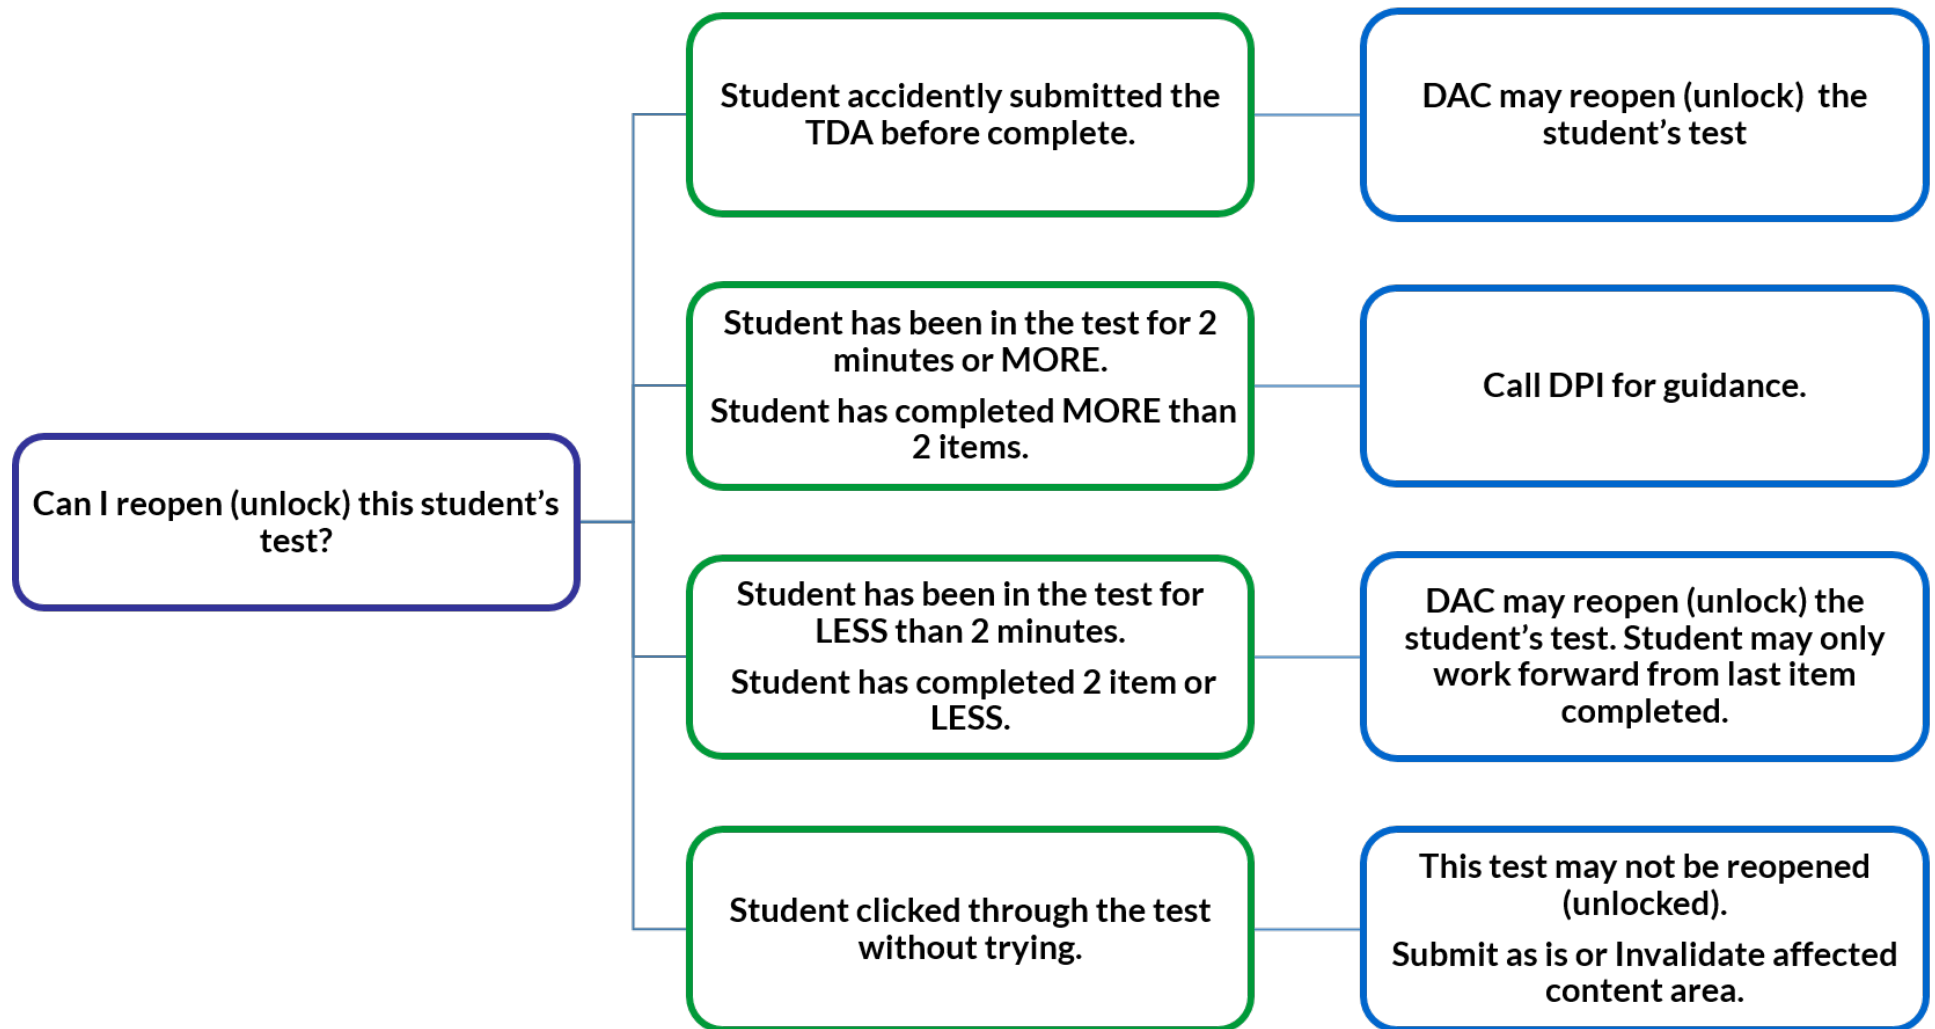 Can I reopen (unlock) this student’s
test?
Student accidently submitted the
TDA before complete.
DAC may reopen (unlock)  the
student’s test
Student has been in the test for 2
minutes or MORE.
Student has completed MORE than
2 items.
Call DPI for guidance.
Student has been in the test for
LESS than 2 minutes.
Student has completed 2 item or
LESS.
DAC may reopen (unlock) the
student’s test. Student may only
work forward from last item
completed.
Student clicked through the test
without trying.
This test may not be reopened
(unlocked).
Submit as is or Invalidate affected
content area.